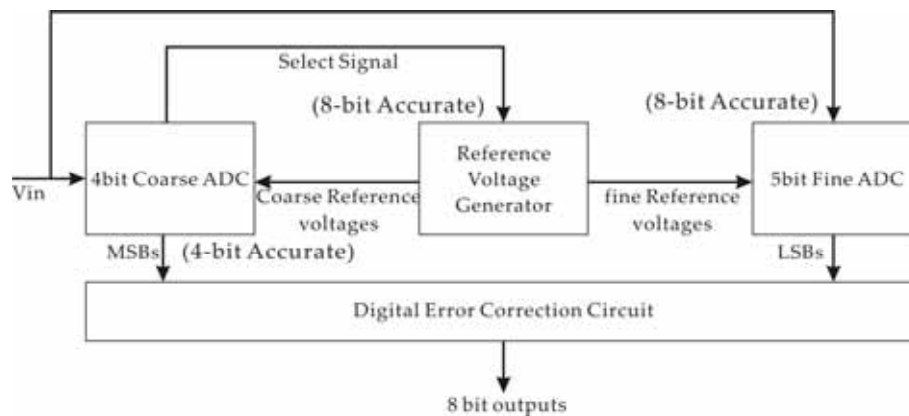 Select Signal
(8-bit Accurate)
(8-bit Accurate)
Vin
4bit Coarse ADC
Coarse Reference
voltages
Reference
Voltage
Generator
fine Reference
voltages
5bit Fine ADC
MSBs
(4-bit Accurate)
LSBs
Digital Error Correction Circuit
8 bit outputs